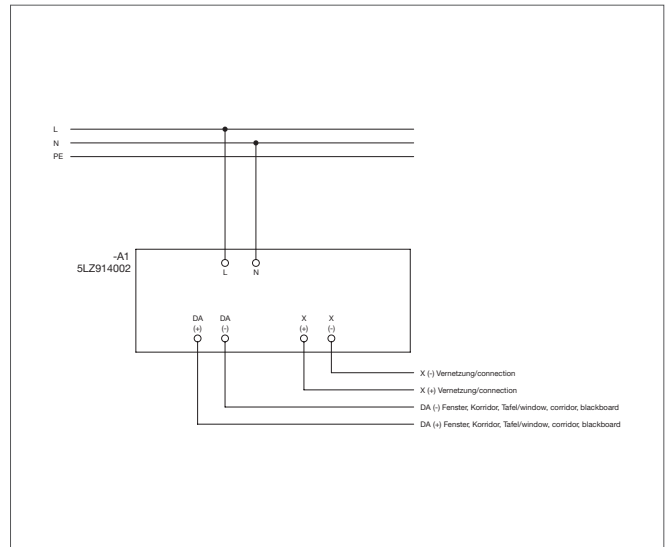 L
N
PE
-A1
5LZ914002
L N
DA DA X X
(+) (-) (+) (-)
X (-) Vernetzung/connection
X (+) Vernetzung/connection
DA (-) Fenster, Korridor, Tafel/window, corridor, blackboard
DA (+) Fenster, Korridor, Tafel/window, corridor, blackboard